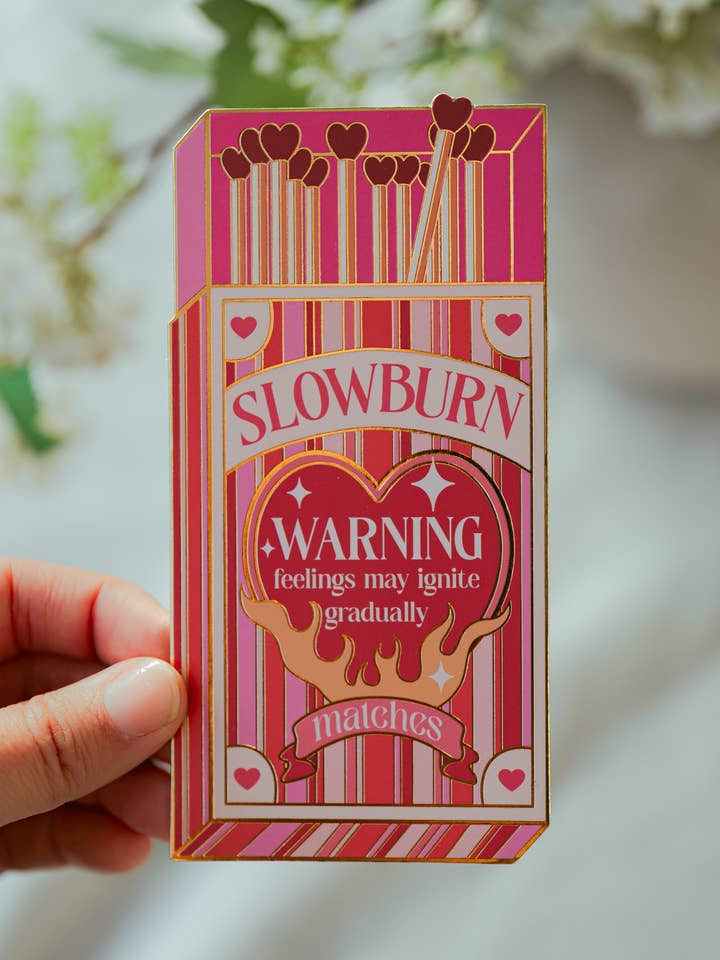 SLOWBURN
WARNING
feelings may ignite
gradually
matches